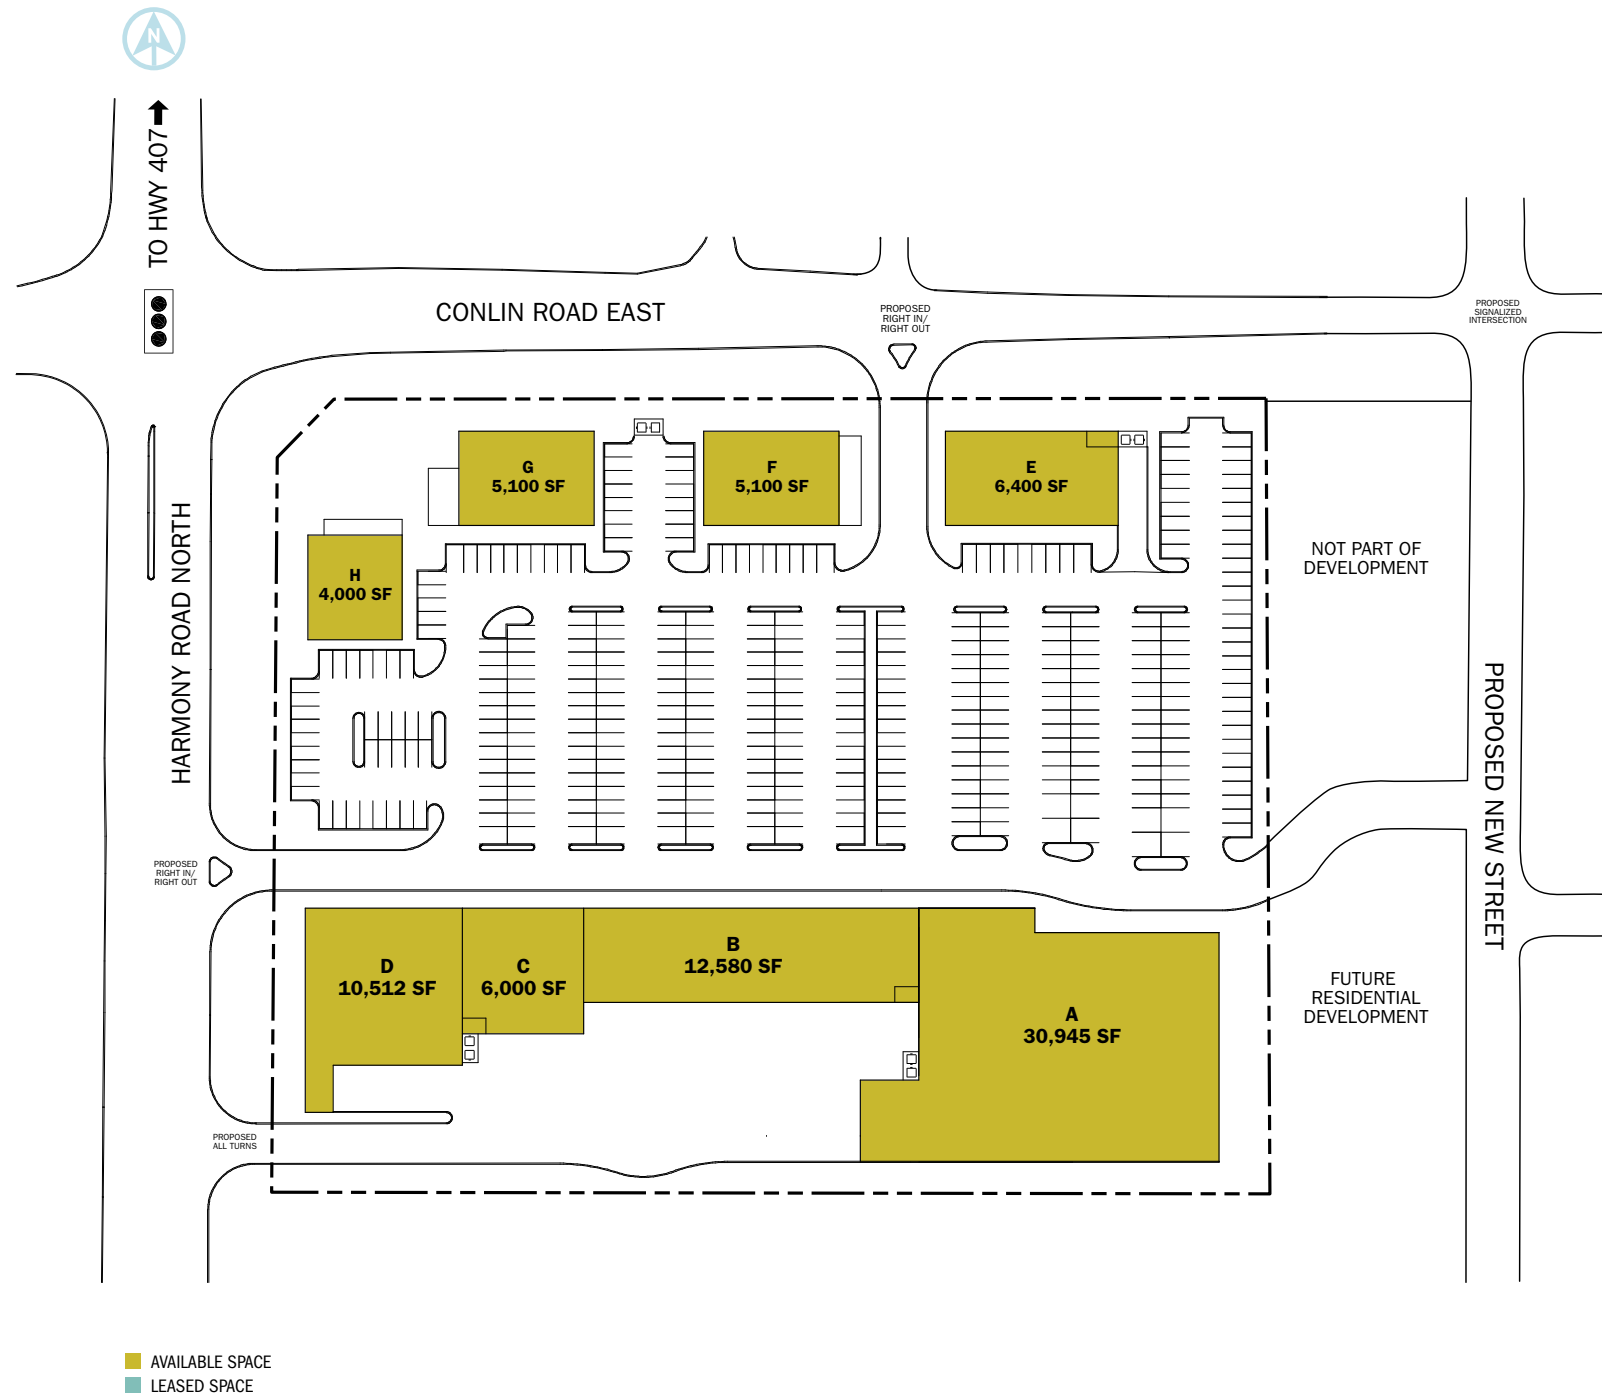 N
TO HWY 407
CONLIN ROAD EAST
PROPOSED
RIGHT IN/
RIGHT OUT
PROPOSED
SIGNALIZED
INTERSECTION
G
5,100 SF
F
5,100 SF
E
6,400 SF
H
4,000 SF
NOT PART OF
DEVELOPMENT
HARMONY ROAD NORTH
PROPOSED NEW STREET
PROPOSED
RIGHT IN/
RIGHT OUT
D
10,512 SF
C
6,000 SF
B
12,580 SF
A
30,945 SF
FUTURE
RESIDENTIAL
DEVELOPMENT
PROPOSED
ALL TURNS
AVAILABLE SPACE
LEASED SPACE